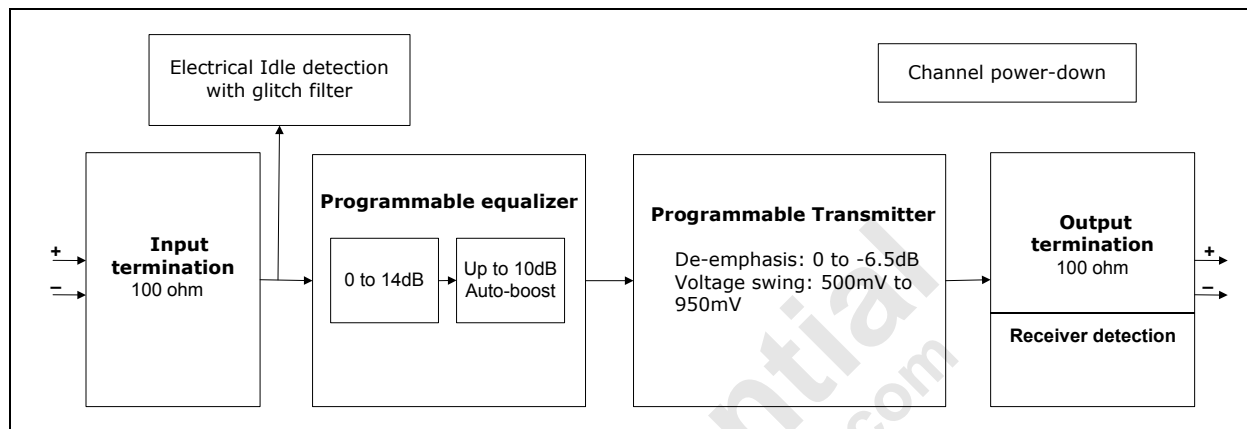 Electrical Idle detection
with glitch filter
Channel power-down
+
−
Input
termination
100 ohm
Programmable equalizer
0 to 14dB
Up to 10dB
Auto-boost
Programmable Transmitter
De-emphasis: 0 to -6.5dB
Voltage swing: 500mV to
950mV
Output
termination
100 ohm
+
−
Receiver detection